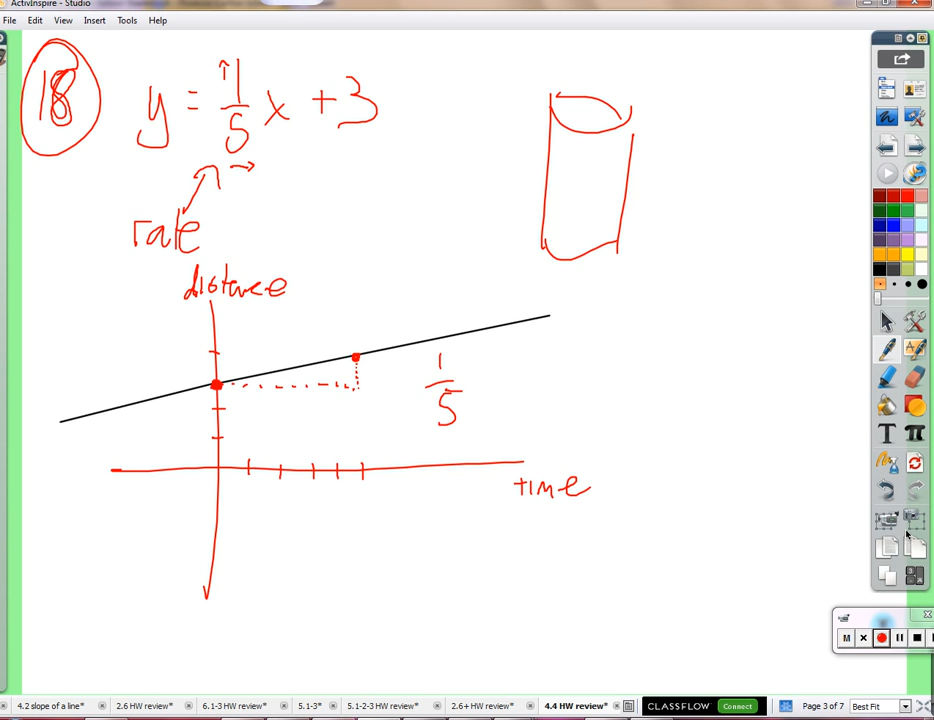 ActivInspire - Studio
File Edit View Insert Tools Help
18
y = 1/5 x + 3
rate
distance
1/5
time
M
4.2 slope of a line* 2.6 HW review* 6.1-3 HW review* 5.1-3* 5.1-2-3 HW review* 2.6+ HW review* 4.4 HW review* CLASSFLOW Connect Page 3 of 7 Best Fit